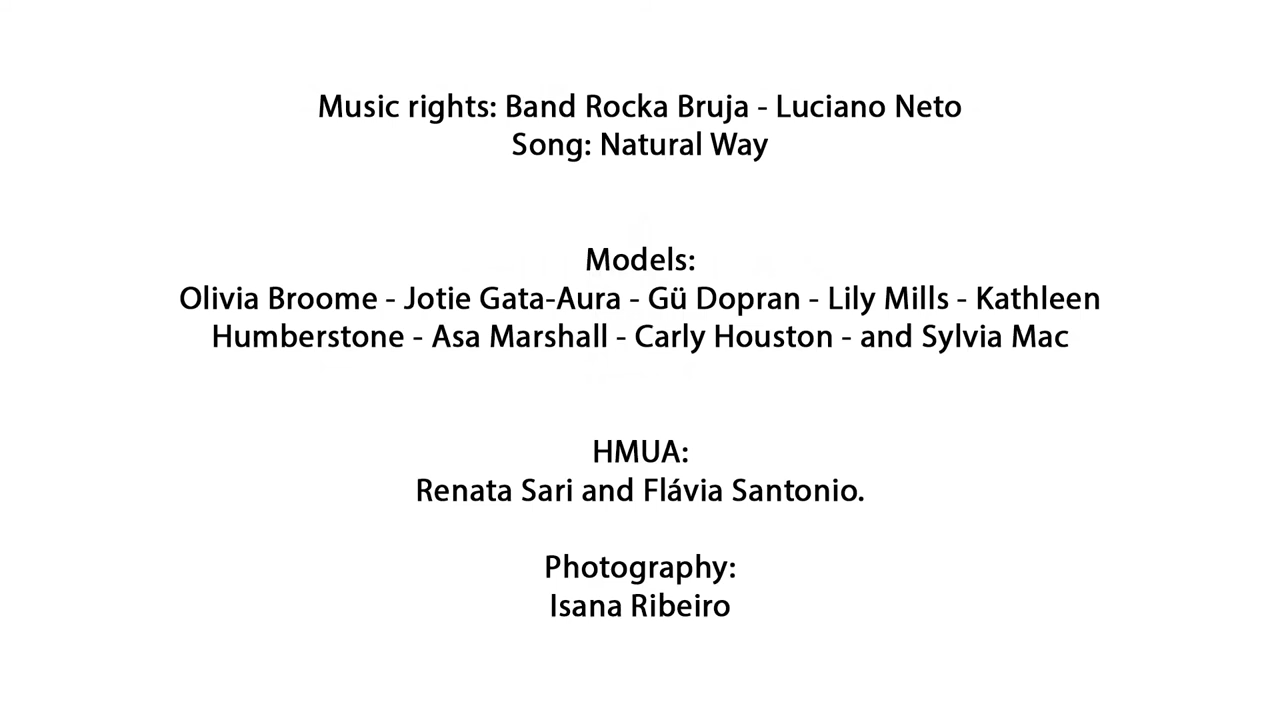 Music rights: Band Rocka Bruja - Luciano Neto
Song: Natural Way
Models:
Olivia Broome - Jotie Gata-Aura - Gü Dopran - Lily Mills - Kathleen
Humberstone - Asa Marshall - Carly Houston - and Sylvia Mac
HMUA:
Renata Sari and Flávia Santonio.
Photography:
Isana Ribeiro